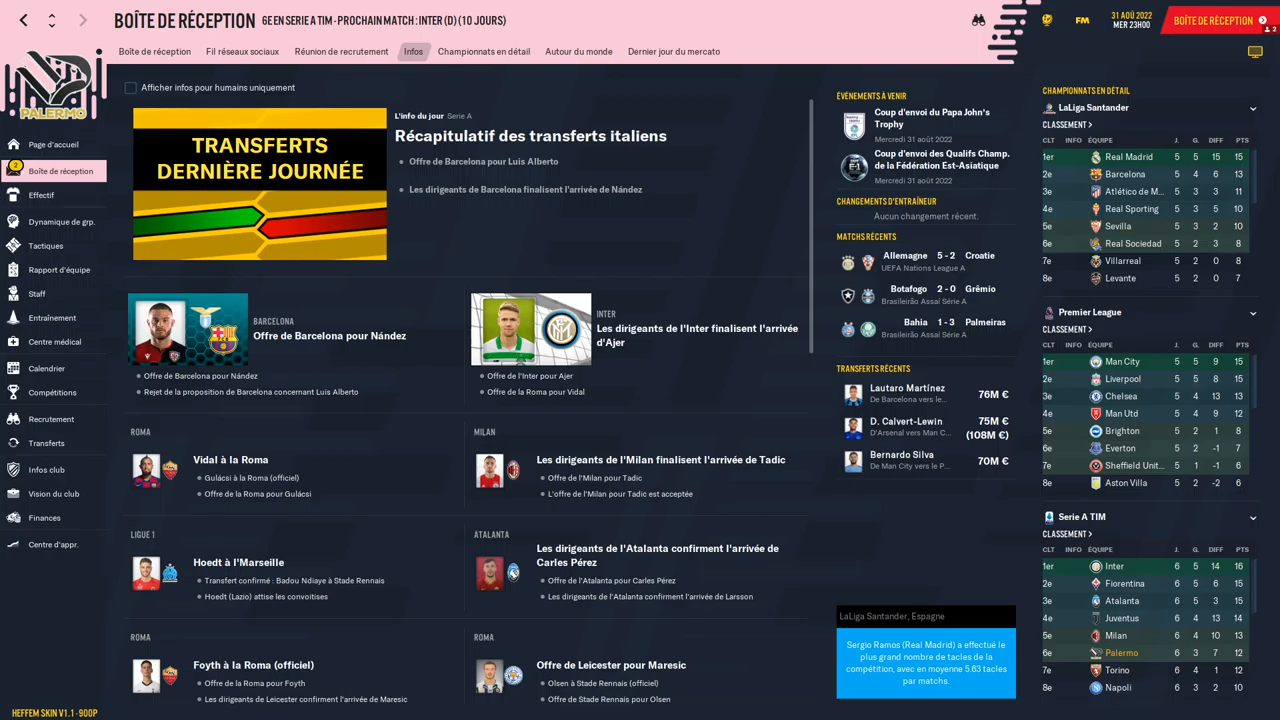 BOÎTE DE RÉCEPTION 6E EN SERIE A TIM - PROCHAIN MATCH : INTER (D) (10 JOURS)
FM
31 AOÛ 2022
MER 23H00
BOÎTE DE RÉCEPTION
2
Boîte de réception Fil réseaux sociaux Réunion de recrutement Infos Championnats en détail Autour du monde Dernier jour du mercato
PALERMO
Page d'accueil
2
Boîte de réception
Effectif
Dynamique de grp.
Tactiques
Rapport d'équipe
Staff
Entraînement
Centre médical
Calendrier
Compétitions
Recrutement
Transferts
Infos club
Vision du club
Finances
Centre d'appr.
HEFFEM SKIN V1.1 - 900P
Afficher infos pour humains uniquement
TRANSFERTS
DERNIÈRE JOURNÉE
L'info du jour Serie A
Récapitulatif des transferts italiens
Offre de Barcelona pour Luis Alberto
Les dirigeants de Barcelona finalisent l'arrivée de Nández
BARCELONA
Offre de Barcelona pour Nández
Offre de Barcelona pour Nández
Rejet de la proposition de Barcelona concernant Luis Alberto
INTER
Les dirigeants de l'Inter finalisent l'arrivée
d'Ajer
Offre de l'Inter pour Ajer
Offre de la Roma pour Vidal
ROMA
Vidal à la Roma
Gulácsi à la Roma (officiel)
Offre de la Roma pour Gulácsi
MILAN
Les dirigeants de l'Milan finalisent l'arrivée de Tadic
Offre de l'Milan pour Tadic
L'offre de l'Milan pour Tadic est acceptée
LIGUE 1
Hoedt à l'Marseille
Transfert confirmé : Badou Ndiaye à Stade Rennais
Hoedt (Lazio) attise les convoitises
ATALANTA
Les dirigeants de l'Atalanta confirment l'arrivée de
Carles Pérez
Offre de l'Atalanta pour Carles Pérez
Les dirigeants de l'Atalanta confirment l'arrivée de Larsson
ROMA
Foyth à la Roma (officiel)
Offre de la Roma pour Foyth
Les dirigeants de Leicester confirment l'arrivée de Maresic
ROMA
Offre de Leicester pour Maresic
Olsen à Stade Rennais (officiel)
Offre de Stade Rennais pour Olsen
ÉVÉNEMENTS À VENIR
Coup d'envoi du Papa John's
Trophy
Mercredi 31 août 2022
Coup d'envoi des Qualifs Champ.
de la Fédération Est-Asiatique
Mercredi 31 août 2022
CHANGEMENTS D'ENTRAÎNEUR
Aucun changement récent.
MATCHS RÉCENTS
Allemagne 5 - 2 Croatie
UEFA Nations League A
Botafogo 2 - 0 Grêmio
Brasileirão Assaí Série A
Bahia 1 - 3 Palmeiras
Brasileirão Assaí Série A
TRANSFERTS RÉCENTS
Lautaro Martínez 76M €
De Barcelona vers le...
D. Calvert-Lewin 75M €
D'Arsenal vers Man C... (108M €)
Bernardo Silva 70M €
De Man City vers le P...
LaLiga Santander, Espagne
Sergio Ramos (Real Madrid) a effectué le
plus grand nombre de tacles de la
compétition, avec en moyenne 5.63 tacles
par matchs.
CHAMPIONNATS EN DÉTAIL
LaLiga Santander
CLASSEMENT
CLT INFO ÉQUIPE J. G. DIFF PTS
1er Real Madrid 5 5 15 15
2e Barcelona 5 4 6 13
3e Atlético de M... 5 3 3 11
4e Real Sporting 5 3 5 10
5e Sevilla 5 3 2 10
6e Real Sociedad 5 2 3 8
7e Villarreal 5 2 0 8
8e Levante 5 2 0 7
Premier League
CLASSEMENT
CLT INFO ÉQUIPE J. G. DIFF PTS
1er Man City 5 5 9 15
2e Liverpool 5 5 8 15
3e Chelsea 5 4 13 13
4e Man Utd 5 4 9 12
5e Brighton 5 2 1 8
6e Everton 5 2 -1 7
7e Sheffield Unit... 5 1 -1 6
8e Aston Villa 5 2 -2 6
Serie A TIM
CLASSEMENT
CLT INFO ÉQUIPE J. G. DIFF PTS
1er Inter 6 5 14 16
2e Fiorentina 6 5 6 15
3e Atalanta 6 5 3 15
4e Juventus 6 4 13 14
5e Milan 6 4 10 13
6e Palermo 6 3 7 12
7e Torino 6 4 1 12
8e Napoli 6 3 2 10